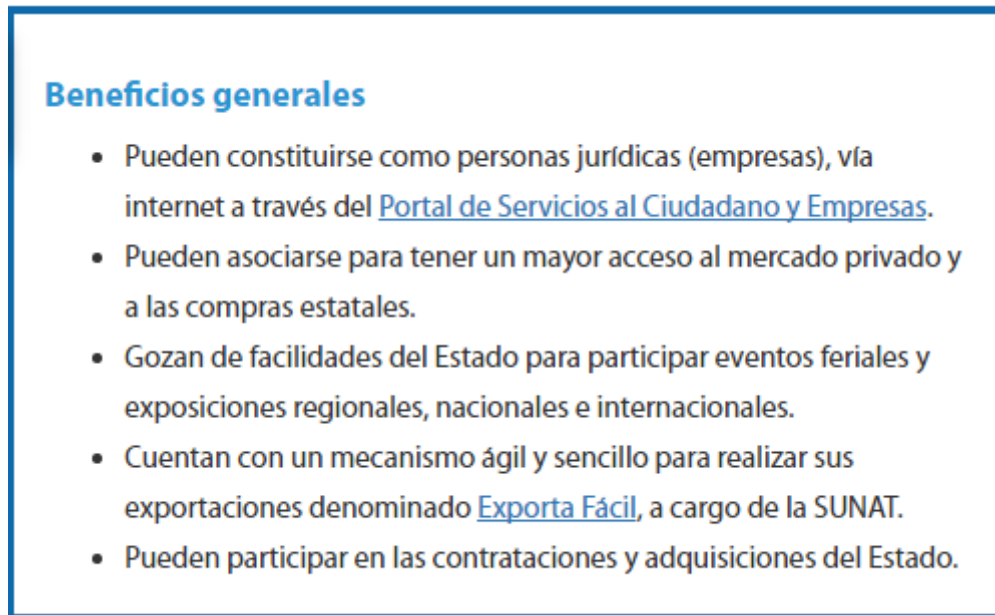 Beneficios generales
• Pueden constituirse como personas jurídicas (empresas), vía
internet a través del Portal de Servicios al Ciudadano y Empresas.
• Pueden asociarse para tener un mayor acceso al mercado privado y
a las compras estatales.
• Gozan de facilidades del Estado para participar eventos feriales y
exposiciones regionales, nacionales e internacionales.
• Cuentan con un mecanismo ágil y sencillo para realizar sus
exportaciones denominado Exporta Fácil, a cargo de la SUNAT.
• Pueden participar en las contrataciones y adquisiciones del Estado.